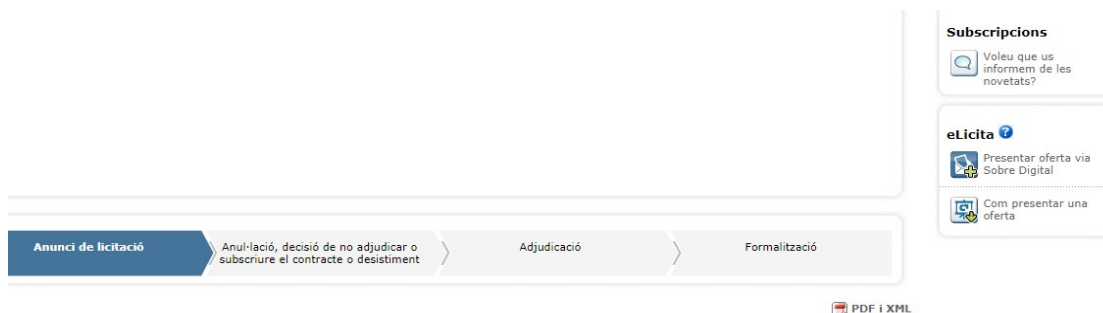 Subscripcions
Voleu que us
informem de les
novetats?
eLicita ?
Presentar oferta via
Sobre Digital
Com presentar una
oferta
Anunci de licitació
Anul·lació, decisió de no adjudicar o
subscriure el contracte o desistiment
Adjudicació
Formalització
PDF i XML